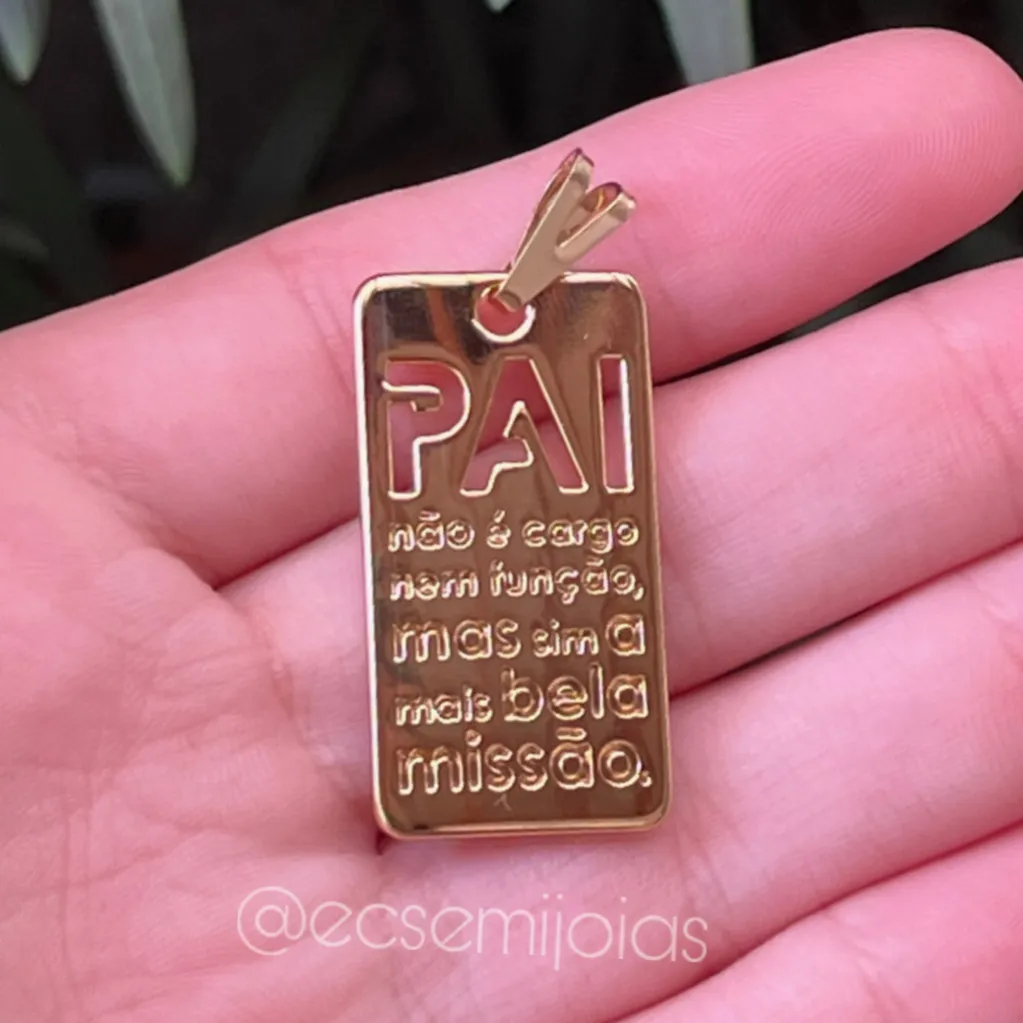 PAI
não é cargo
nem função,
mas sim a
mais bela
missão.
@ecsemijoias